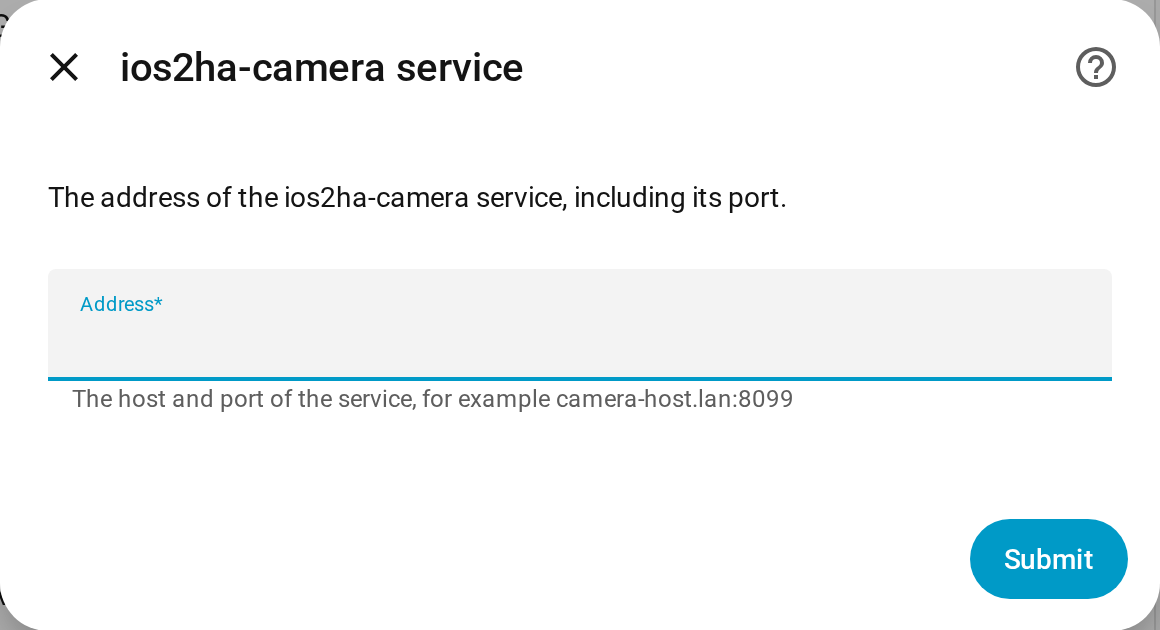 ios2ha-camera service
The address of the ios2ha-camera service, including its port.
Address*
The host and port of the service, for example camera-host.lan:8099
Submit